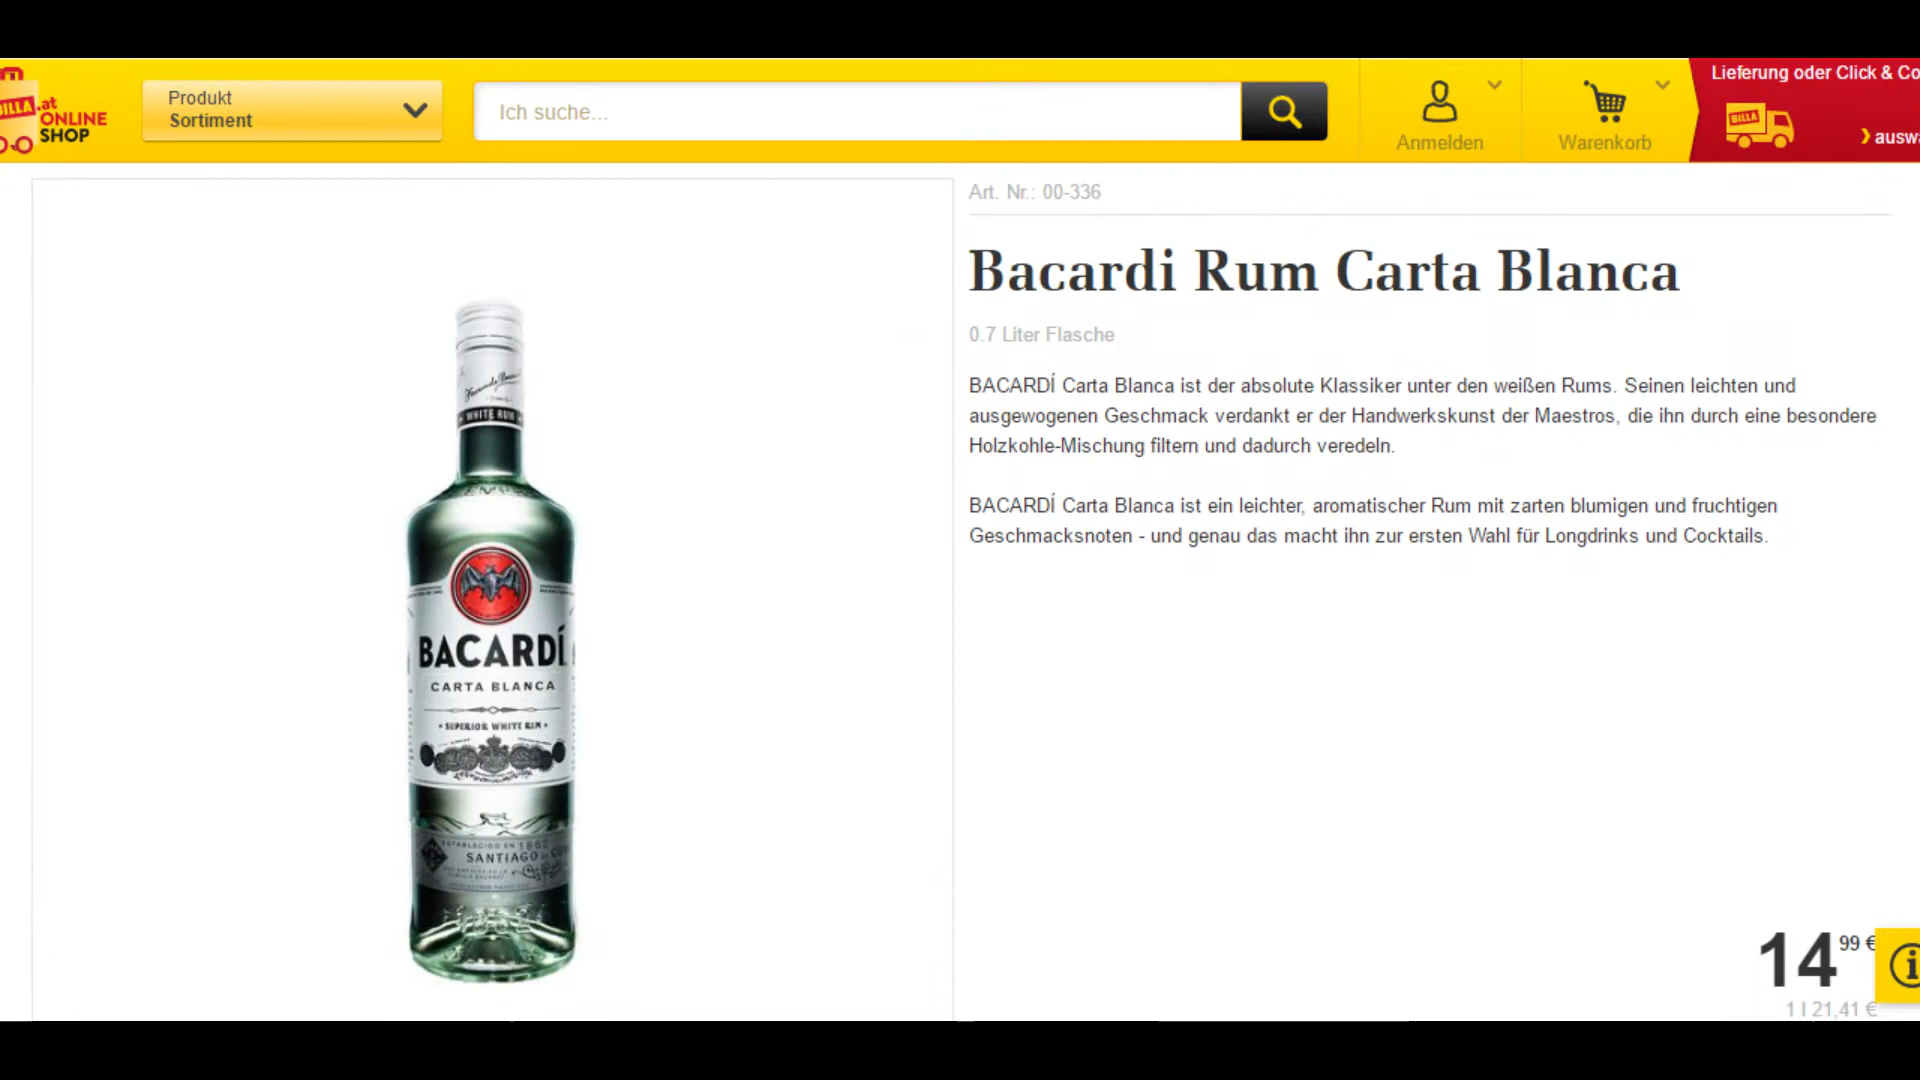 BILLA.at
ONLINE
SHOP
Produkt
Sortiment
Ich suche...
Anmelden
Warenkorb
Lieferung oder Click & Co
BILLA
ausw
Art. Nr.: 00-336
Bacardi Rum Carta Blanca
0.7 Liter Flasche
BACARDÍ Carta Blanca ist der absolute Klassiker unter den weißen Rums. Seinen leichten und
ausgewogenen Geschmack verdankt er der Handwerkskunst der Maestros, die ihn durch eine besondere
Holzkohle-Mischung filtern und dadurch veredeln.
BACARDÍ Carta Blanca ist ein leichter, aromatischer Rum mit zarten blumigen und fruchtigen
Geschmacksnoten - und genau das macht ihn zur ersten Wahl für Longdrinks und Cocktails.
WHITE RUM
BACARDÍ
CARTA BLANCA
SUPERIOR WHITE RUM
ESTABLECIDO EN 1862
SANTIAGO
14 99 €
1 l 21,41 €